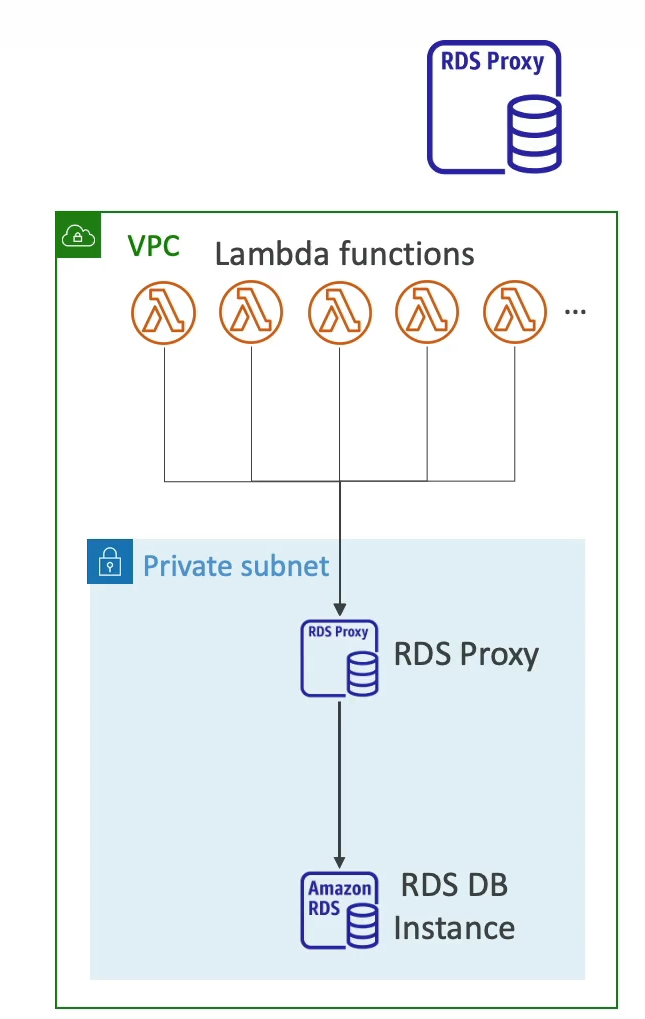 RDS Proxy
VPC
Lambda functions
...
Private subnet
RDS Proxy
RDS Proxy
Amazon
RDS
RDS DB
Instance